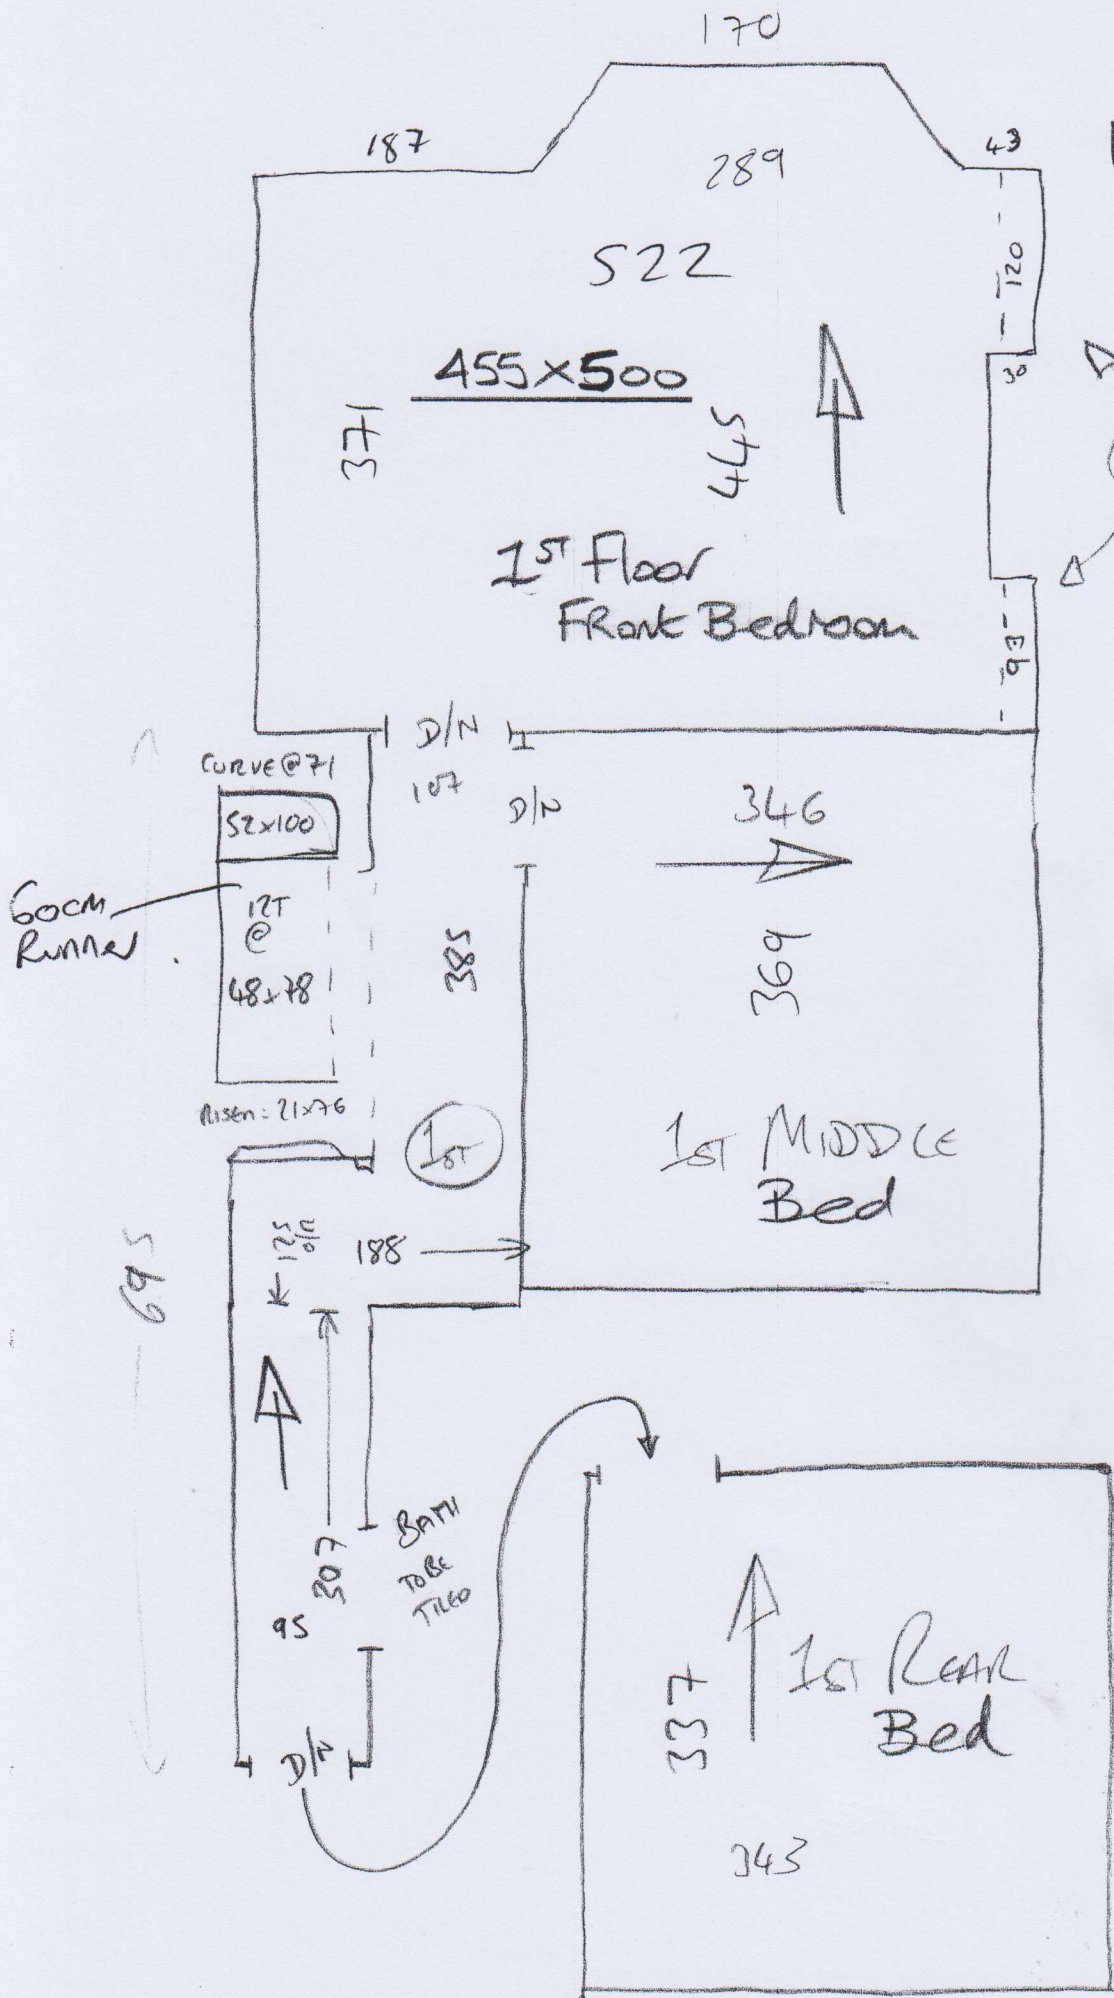 170
187
289
43
522
120
455x500
30
371
445
1ST Floor
Front Bedroom
93
D/N
CURVE@71
107
52x100
D/N
346
60cm
Runner
12T
@
48x78
385
369
RISER=21x76
1ST
1ST MIDDLE
Bed
695
125
188
307
BATH
TO BE
TILED
95
1ST REAR
Bed
337
D/N
343